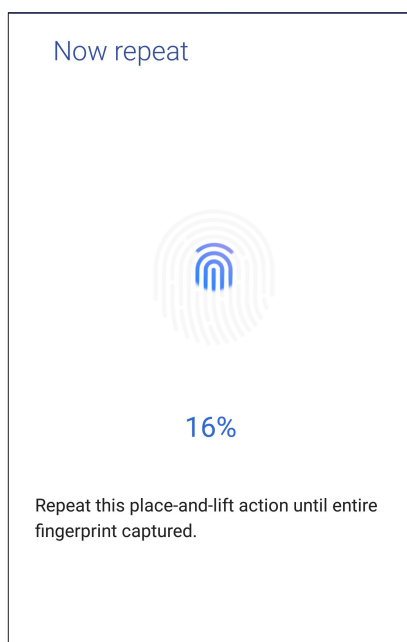 Now repeat
16%
Repeat this place-and-lift action until entire
fingerprint captured.